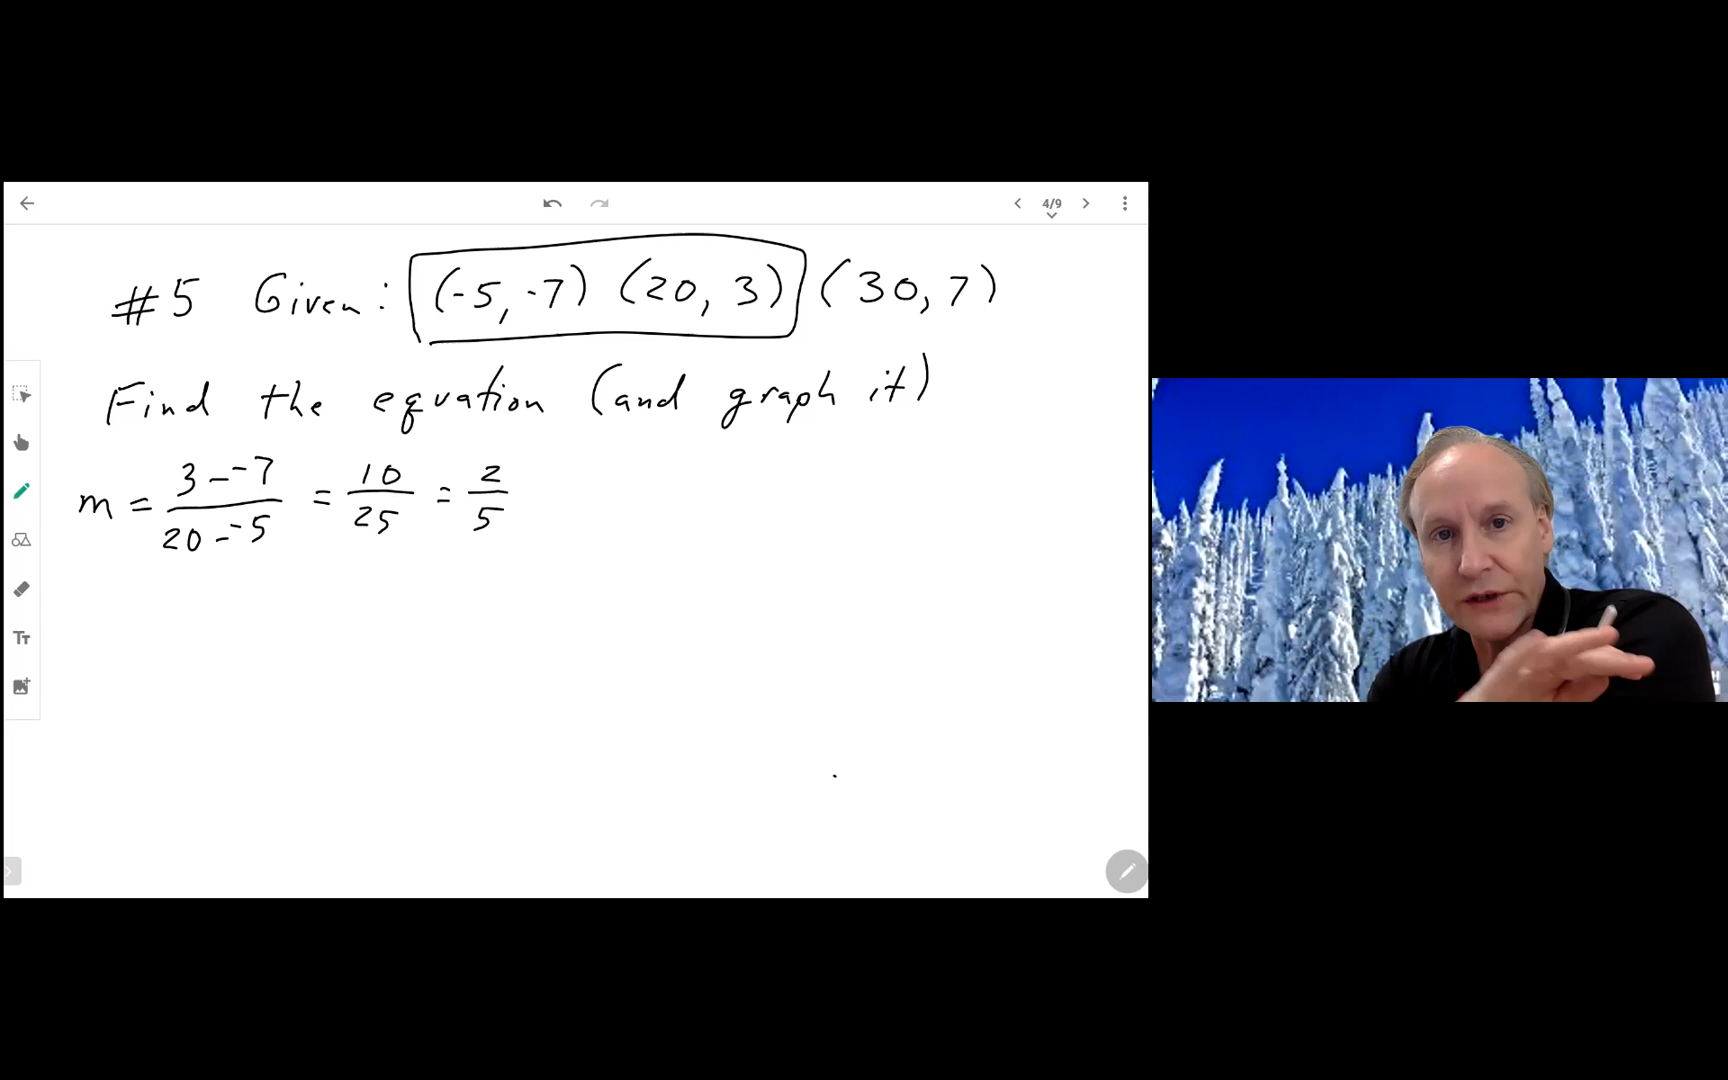 4/9
#5 Given: (-5, -7) (20, 3) (30, 7)
Find the equation (and graph it)
m = 3 - -7 / 20 - -5 = 10/25 = 2/5
Tт